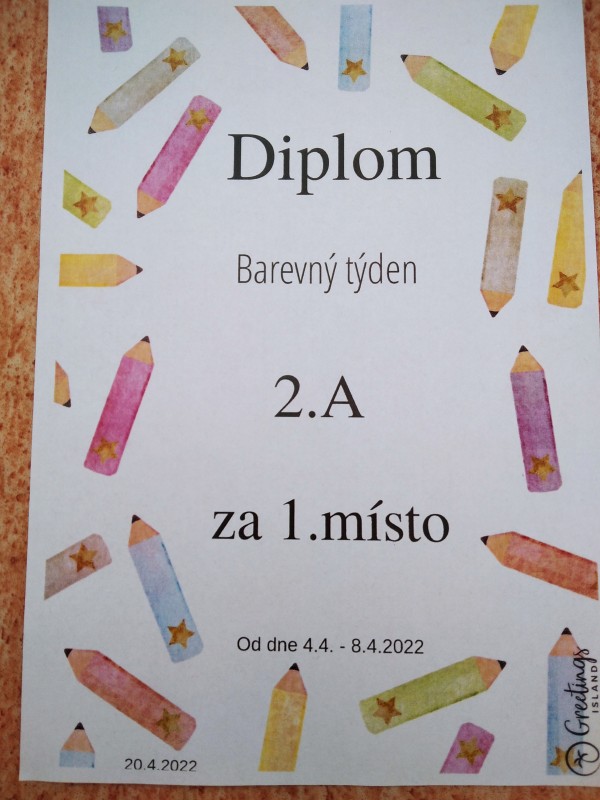 Diplom
Barevný týden
2.A
za 1.místo
Od dne 4.4. - 8.4.2022
20.4.2022
Greetings
ISLAND